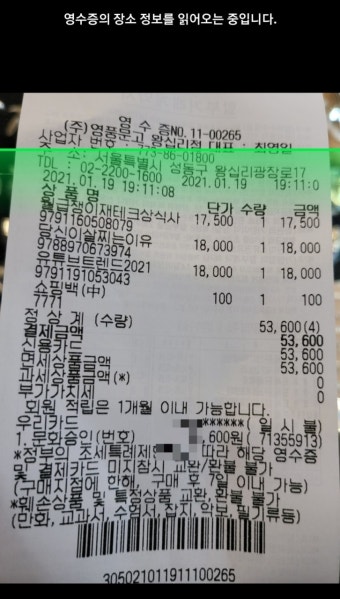 영수증의 장소 정보를 읽어오는 중입니다.
영 수 증NO.11-00265
(주)영풍문고 왕십리점 대표 : 최영일
사업자
주 소: 서울특별시 성동구 왕십리광장로17
TDL : 02-2200-1600
2021.01.19 19:11:08 2021.01.19 19:11:0
상 품 명 단가 수량 금액
월급쟁이재테크상식사
9791160508079 17,500 1 17,500
당신이살찌는이유
9788970673974 18,000 1 18,000
유튜브트렌드2021
9791191053043 18,000 1 18,000
쇼핑백(中)
7771 100 1 100
정 상 계 (수량) 53,600(4)
결제금액 53,600
신용카드 53,600
면세상품금액 53,600
과세상품금액(*) 0
부가가치세 0
회원 적립은 1개월 이내 가능합니다.
우리카드 ****** ( 일 시 불)
1. 문화승인(번호) ,600원( 71355913)
*정부의 조세특례제한 따라 해당 영수증
및 결제카드 미지참시 교환/환불 불가
(구매지점에 한해, 구매 후 7일 이내 가능)
*훼손상품 및 특정상품 교환,환불 불가
(만화,교과서,수험서,잡지,악보,필기류등)
305021011911100265